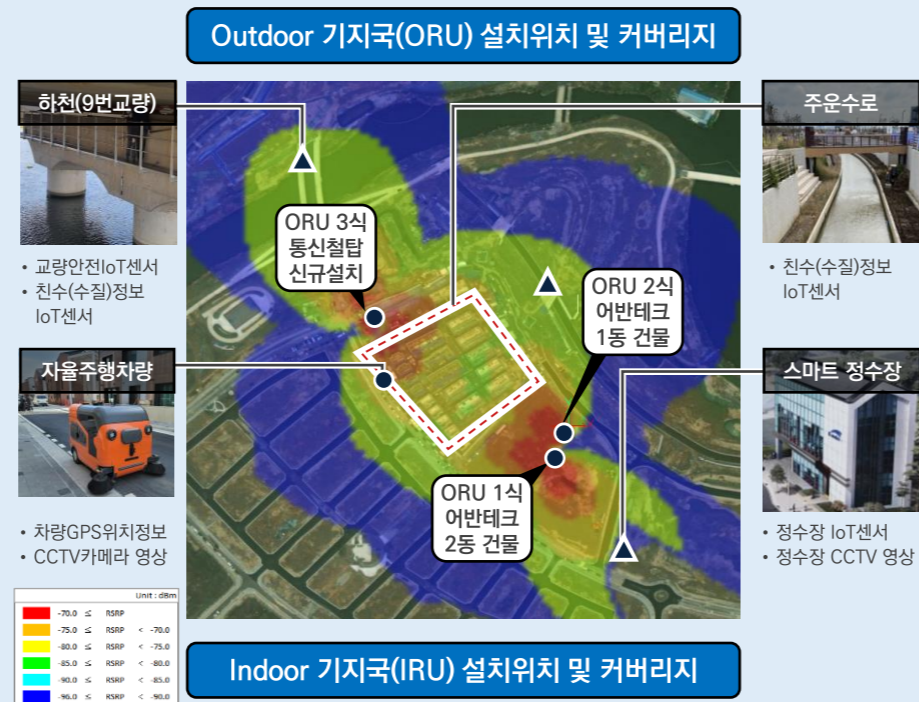 Outdoor 기지국(ORU) 설치위치 및 커버리지
하천(9번교량)
• 교량안전IoT센서
• 친수(수질)정보
IoT센서
주운수로
• 친수(수질)정보
IoT센서
ORU 3식
통신철탑
신규설치
ORU 2식
어반테크
1동 건물
자율주행차량
• 차량GPS위치정보
• CCTV카메라 영상
스마트 정수장
• 정수장 IoT센서
• 정수장 CCTV 영상
ORU 1식
어반테크
2동 건물
Unit : dBm
-70.0 ≤ RSRP
-75.0 ≤ RSRP < -70.0
-80.0 ≤ RSRP < -75.0
-85.0 ≤ RSRP < -80.0
-90.0 ≤ RSRP < -85.0
-96.0 ≤ RSRP < -90.0
Indoor 기지국(IRU) 설치위치 및 커버리지